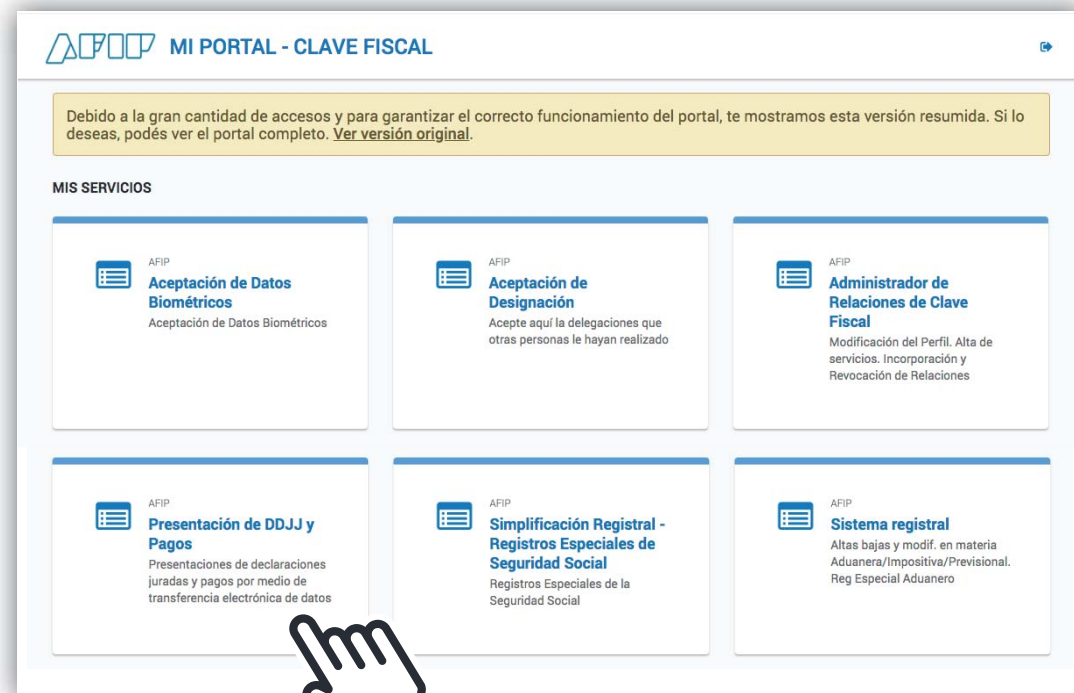 AFIP MI PORTAL - CLAVE FISCAL
Debido a la gran cantidad de accesos y para garantizar el correcto funcionamiento del portal, te mostramos esta versión resumida. Si lo
deseas, podés ver el portal completo. Ver versión original.
MIS SERVICIOS
AFIP
Aceptación de Datos
Biométricos
Aceptación de Datos Biométricos
AFIP
Aceptación de
Designación
Acepte aquí la delegaciones que
otras personas le hayan realizado
AFIP
Administrador de
Relaciones de Clave
Fiscal
Modificación del Perfil. Alta de
servicios. Incorporación y
Revocación de Relaciones
AFIP
Presentación de DDJJ y
Pagos
Presentaciones de declaraciones
juradas y pagos por medio de
transferencia electrónica de datos
AFIP
Simplificación Registral -
Registros Especiales de
Seguridad Social
Registros Especiales de la
Seguridad Social
AFIP
Sistema registral
Altas bajas y modif. en materia
Aduanera/Impositiva/Previsional.
Reg Especial Aduanero